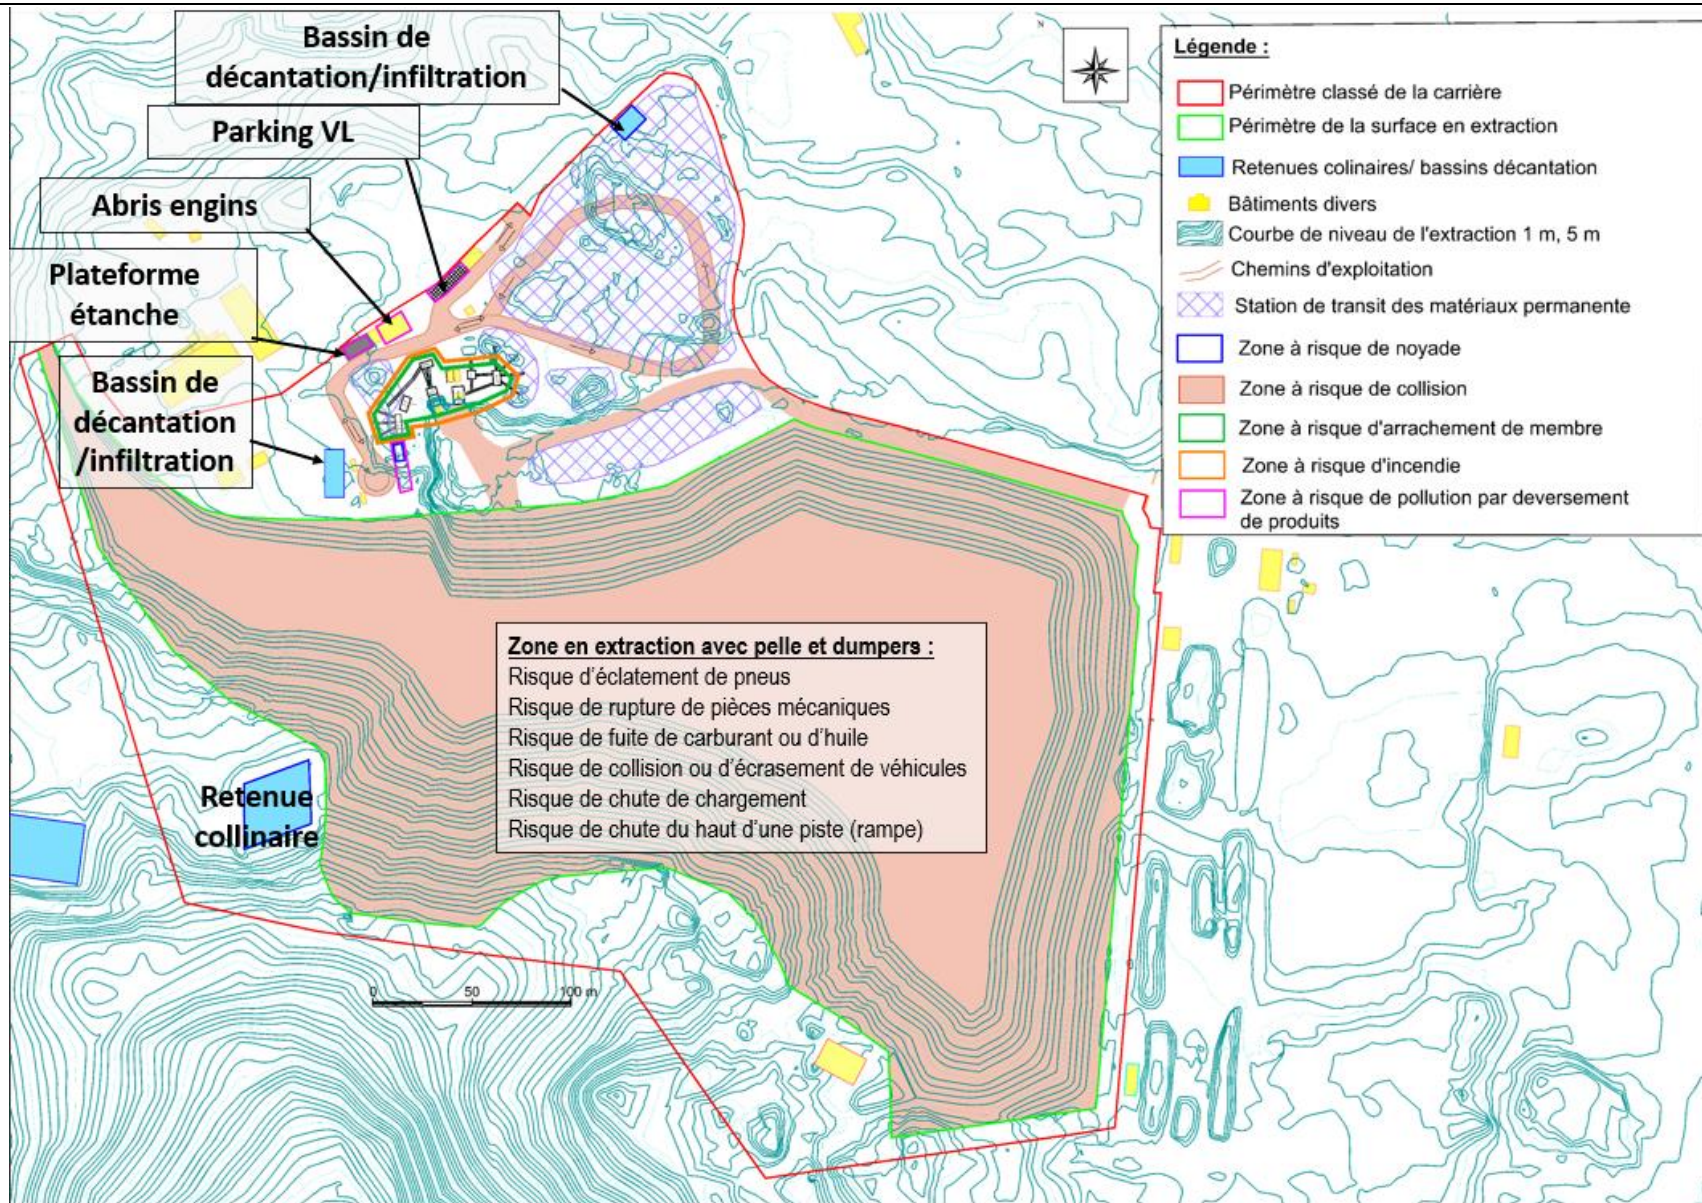 Bassin de
décantation/infiltration
Parking VL
Abris engins
Plateforme
étanche
Bassin de
décantation
/infiltration
N
Légende :
Périmètre classé de la carrière
Périmètre de la surface en extraction
Retenues colinaires/ bassins décantation
Bâtiments divers
Courbe de niveau de l'extraction 1 m, 5 m
Chemins d'exploitation
Station de transit des matériaux permanente
Zone à risque de noyade
Zone à risque de collision
Zone à risque d'arrachement de membre
Zone à risque d'incendie
Zone à risque de pollution par deversement
de produits
Zone en extraction avec pelle et dumpers :
Risque d'éclatement de pneus
Risque de rupture de pièces mécaniques
Risque de fuite de carburant ou d'huile
Risque de collision ou d'écrasement de véhicules
Risque de chute de chargement
Risque de chute du haut d'une piste (rampe)
Retenue
collinaire
0 50 100 m